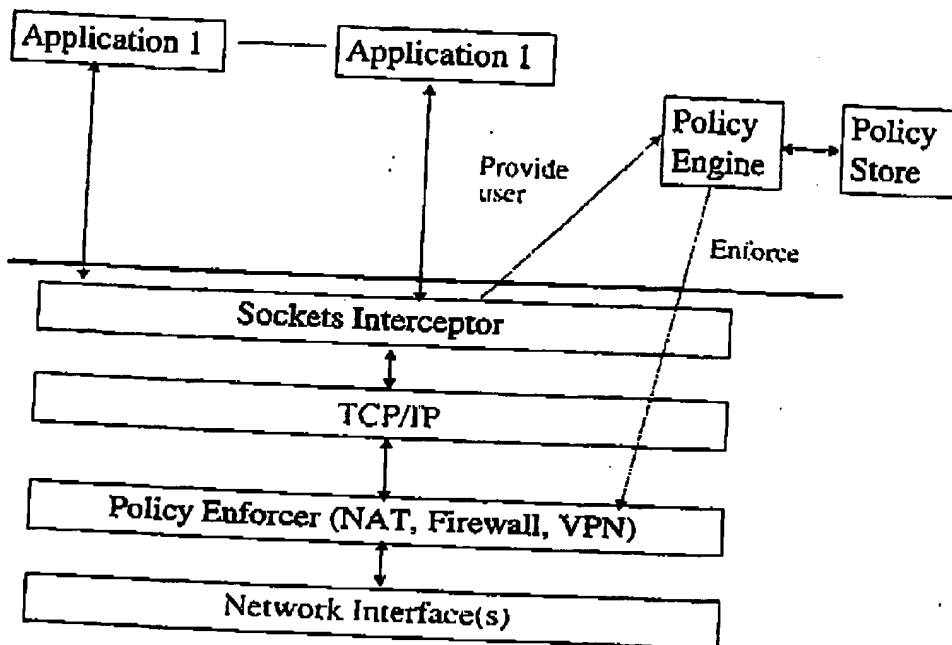 Application 1
Application 1
Policy
Engine
Policy
Store
Provide
user
Enforce
Sockets Interceptor
TCP/IP
Policy Enforcer (NAT, Firewall, VPN)
Network Interface(s)